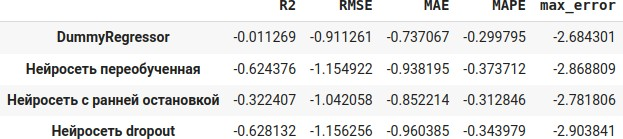 R2 RMSE MAE MAPE max_error
DummyRegressor -0.011269 -0.911261 -0.737067 -0.299795 -2.684301
Нейросеть переобученная -0.624376 -1.154922 -0.938195 -0.373712 -2.868809
Нейросеть с ранней остановкой -0.322407 -1.042058 -0.852214 -0.312846 -2.781806
Нейросеть dropout -0.628132 -1.156256 -0.960385 -0.343979 -2.903841